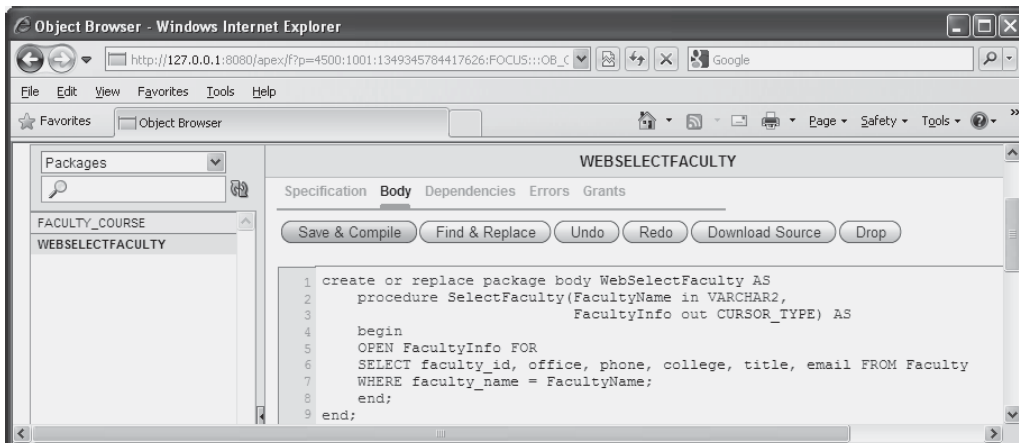 Object Browser - Windows Internet Explorer
http://127.0.0.1:8080/apex/f?p=4500:1001:1349345784417626:FOCUS:::OB_C
Google
File Edit View Favorites Tools Help
Favorites Object Browser Page Safety Tools »
Packages
WEBSELECTFACULTY
Specification Body Dependencies Errors Grants
FACULTY_COURSE
WEBSELECTFACULTY
Save & Compile Find & Replace Undo Redo Download Source Drop
1 create or replace package body WebSelectFaculty AS
2 procedure SelectFaculty(FacultyName in VARCHAR2,
3 FacultyInfo out CURSOR_TYPE) AS
4 begin
5 OPEN FacultyInfo FOR
6 SELECT faculty_id, office, phone, college, title, email FROM Faculty
7 WHERE faculty_name = FacultyName;
8 end;
9 end;